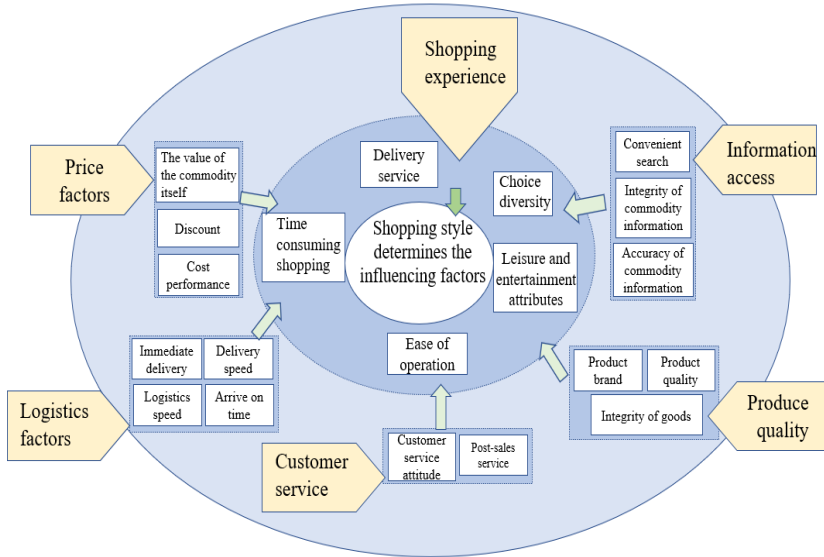 Shopping
experience
Price
factors
The value of
the commodity
itself
Discount
Cost
performance
Delivery
service
Choice
diversity
Time
consuming
shopping
Shopping style
determines the
influencing factors
Leisure and
entertainment
attributes
Ease of
operation
Convenient
search
Integrity of
commodity
information
Accuracy of
commodity
information
Information
access
Immediate
delivery
Delivery
speed
Logistics
speed
Arrive on
time
Logistics
factors
Customer
service
Customer
service
attitude
Post-sales
service
Product
brand
Product
quality
Integrity of goods
Produce
quality